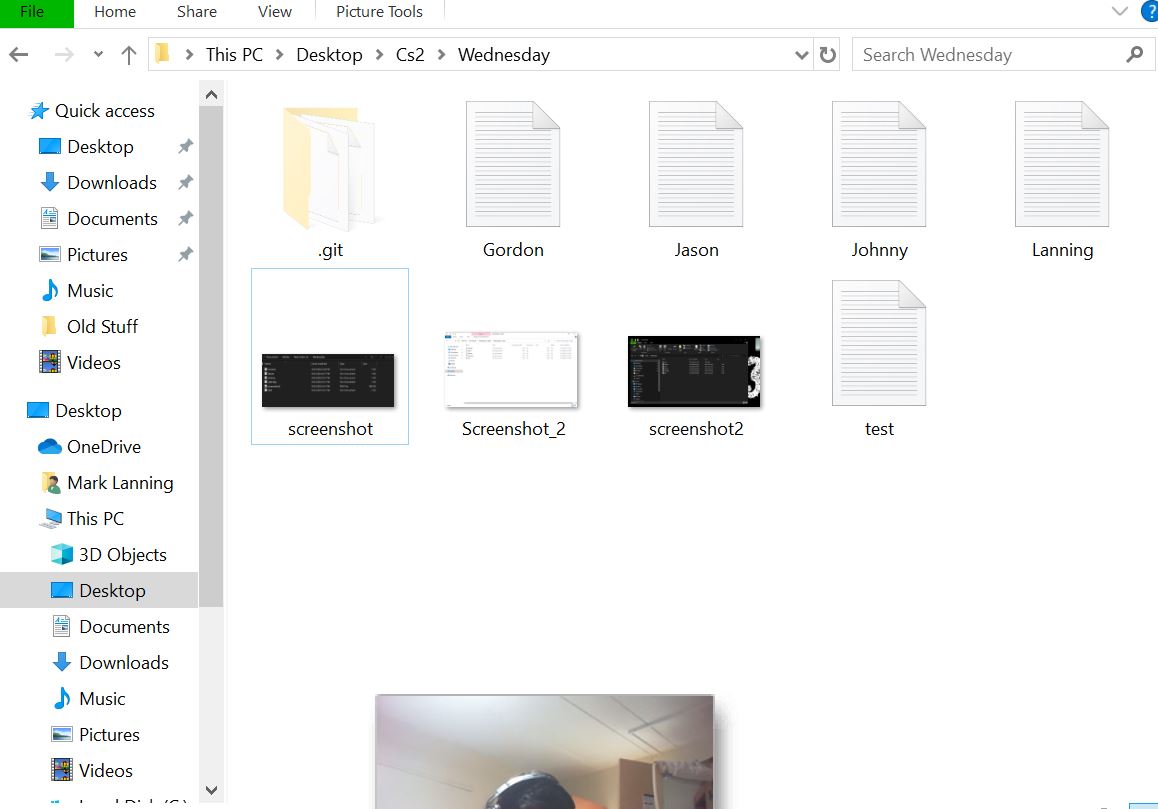 File Home Share View Picture Tools ?
This PC Desktop Cs2 Wednesday Search Wednesday
Quick access
Desktop
Downloads
Documents
Pictures
Music
Old Stuff
Videos
Desktop
OneDrive
Mark Lanning
This PC
3D Objects
Desktop
Documents
Downloads
Music
Pictures
Videos
.git Gordon Jason Johnny Lanning
screenshot Screenshot_2 screenshot2 test